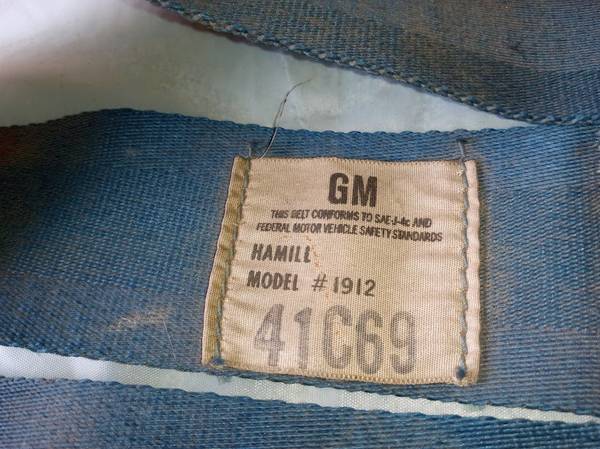 GM
THIS BELT CONFORMS TO SAE-J-4c AND
FEDERAL MOTOR VEHICLE SAFETY STANDARDS
HAMILL
MODEL #1912
41C69